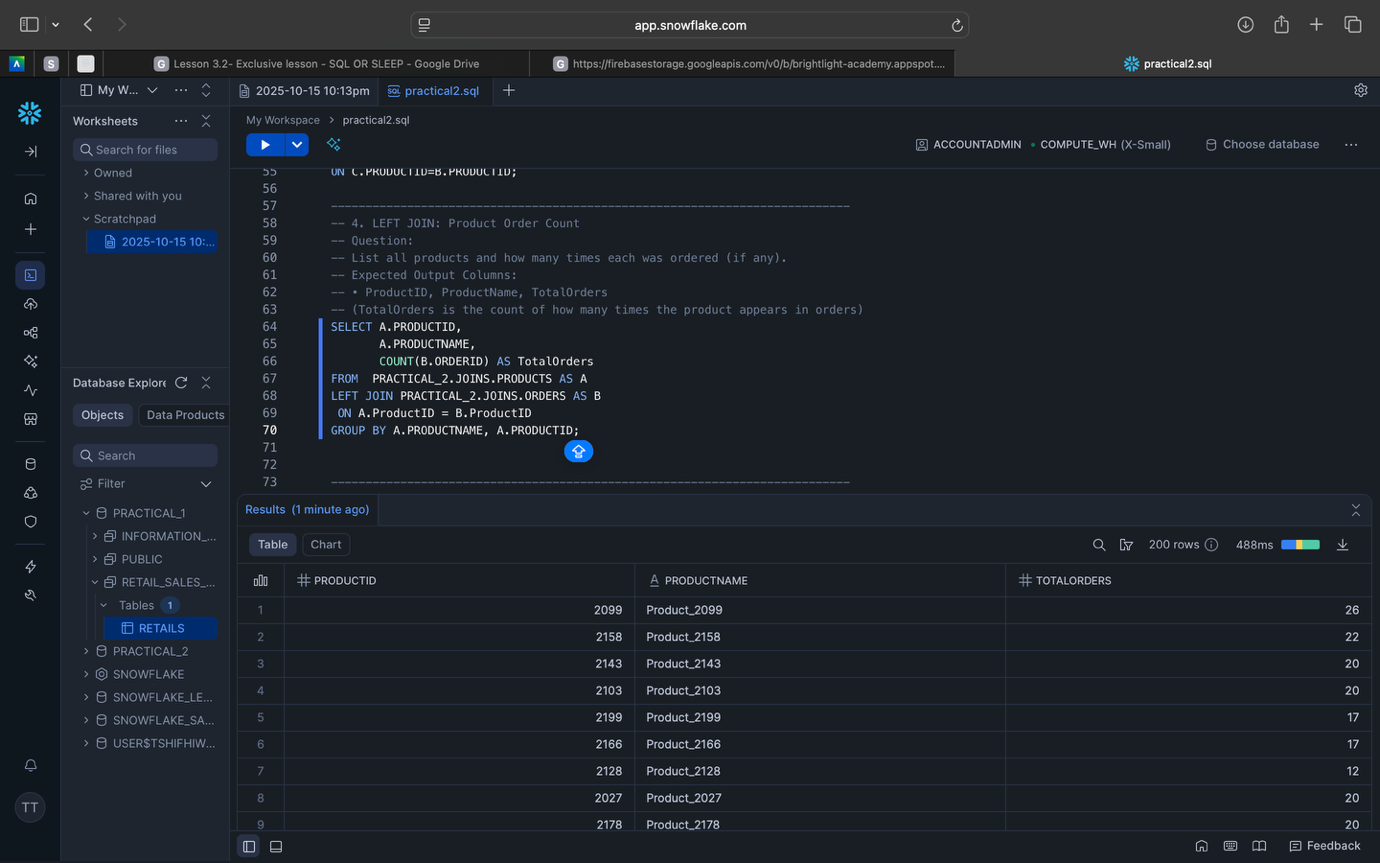 app.snowflake.com
S
G Lesson 3.2- Exclusive lesson - SQL OR SLEEP - Google Drive
G https://firebasestorage.googleapis.com/v0/b/brightlight-academy.appspot....
practical2.sql
My W...
2025-10-15 10:13pm
SQL practical2.sql
Worksheets
My Workspace > practical2.sql
Search for files
ACCOUNTADMIN
COMPUTE_WH (X-Small)
Choose database
Owned
Shared with you
Scratchpad
2025-10-15 10:...
55 ON C.PRODUCTID=B.PRODUCTID;
56
57 ---------------------------------------------------------------------------
58 -- 4. LEFT JOIN: Product Order Count
59 -- Question:
60 -- List all products and how many times each was ordered (if any).
61 -- Expected Output Columns:
62 -- • ProductID, ProductName, TotalOrders
63 -- (TotalOrders is the count of how many times the product appears in orders)
64 SELECT A.PRODUCTID,
65 A.PRODUCTNAME,
66 COUNT(B.ORDERID) AS TotalOrders
67 FROM  PRACTICAL_2.JOINS.PRODUCTS AS A
68 LEFT JOIN PRACTICAL_2.JOINS.ORDERS AS B
69  ON A.ProductID = B.ProductID
70 GROUP BY A.PRODUCTNAME, A.PRODUCTID;
71
72
73 ---------------------------------------------------------------------------
Database Explore
Objects
Data Products
Search
Filter
PRACTICAL_1
INFORMATION_...
PUBLIC
RETAIL_SALES_...
Tables 1
RETAILS
PRACTICAL_2
SNOWFLAKE
SNOWFLAKE_LE...
SNOWFLAKE_SA...
USER$TSHIFHIW...
TT
Results (1 minute ago)
Table
Chart
200 rows
488ms
PRODUCTID
A PRODUCTNAME
TOTALORDERS
1 2099 Product_2099 26
2 2158 Product_2158 22
3 2143 Product_2143 20
4 2103 Product_2103 20
5 2199 Product_2199 17
6 2166 Product_2166 17
7 2128 Product_2128 12
8 2027 Product_2027 20
9 2178 Product_2178 20
Feedback